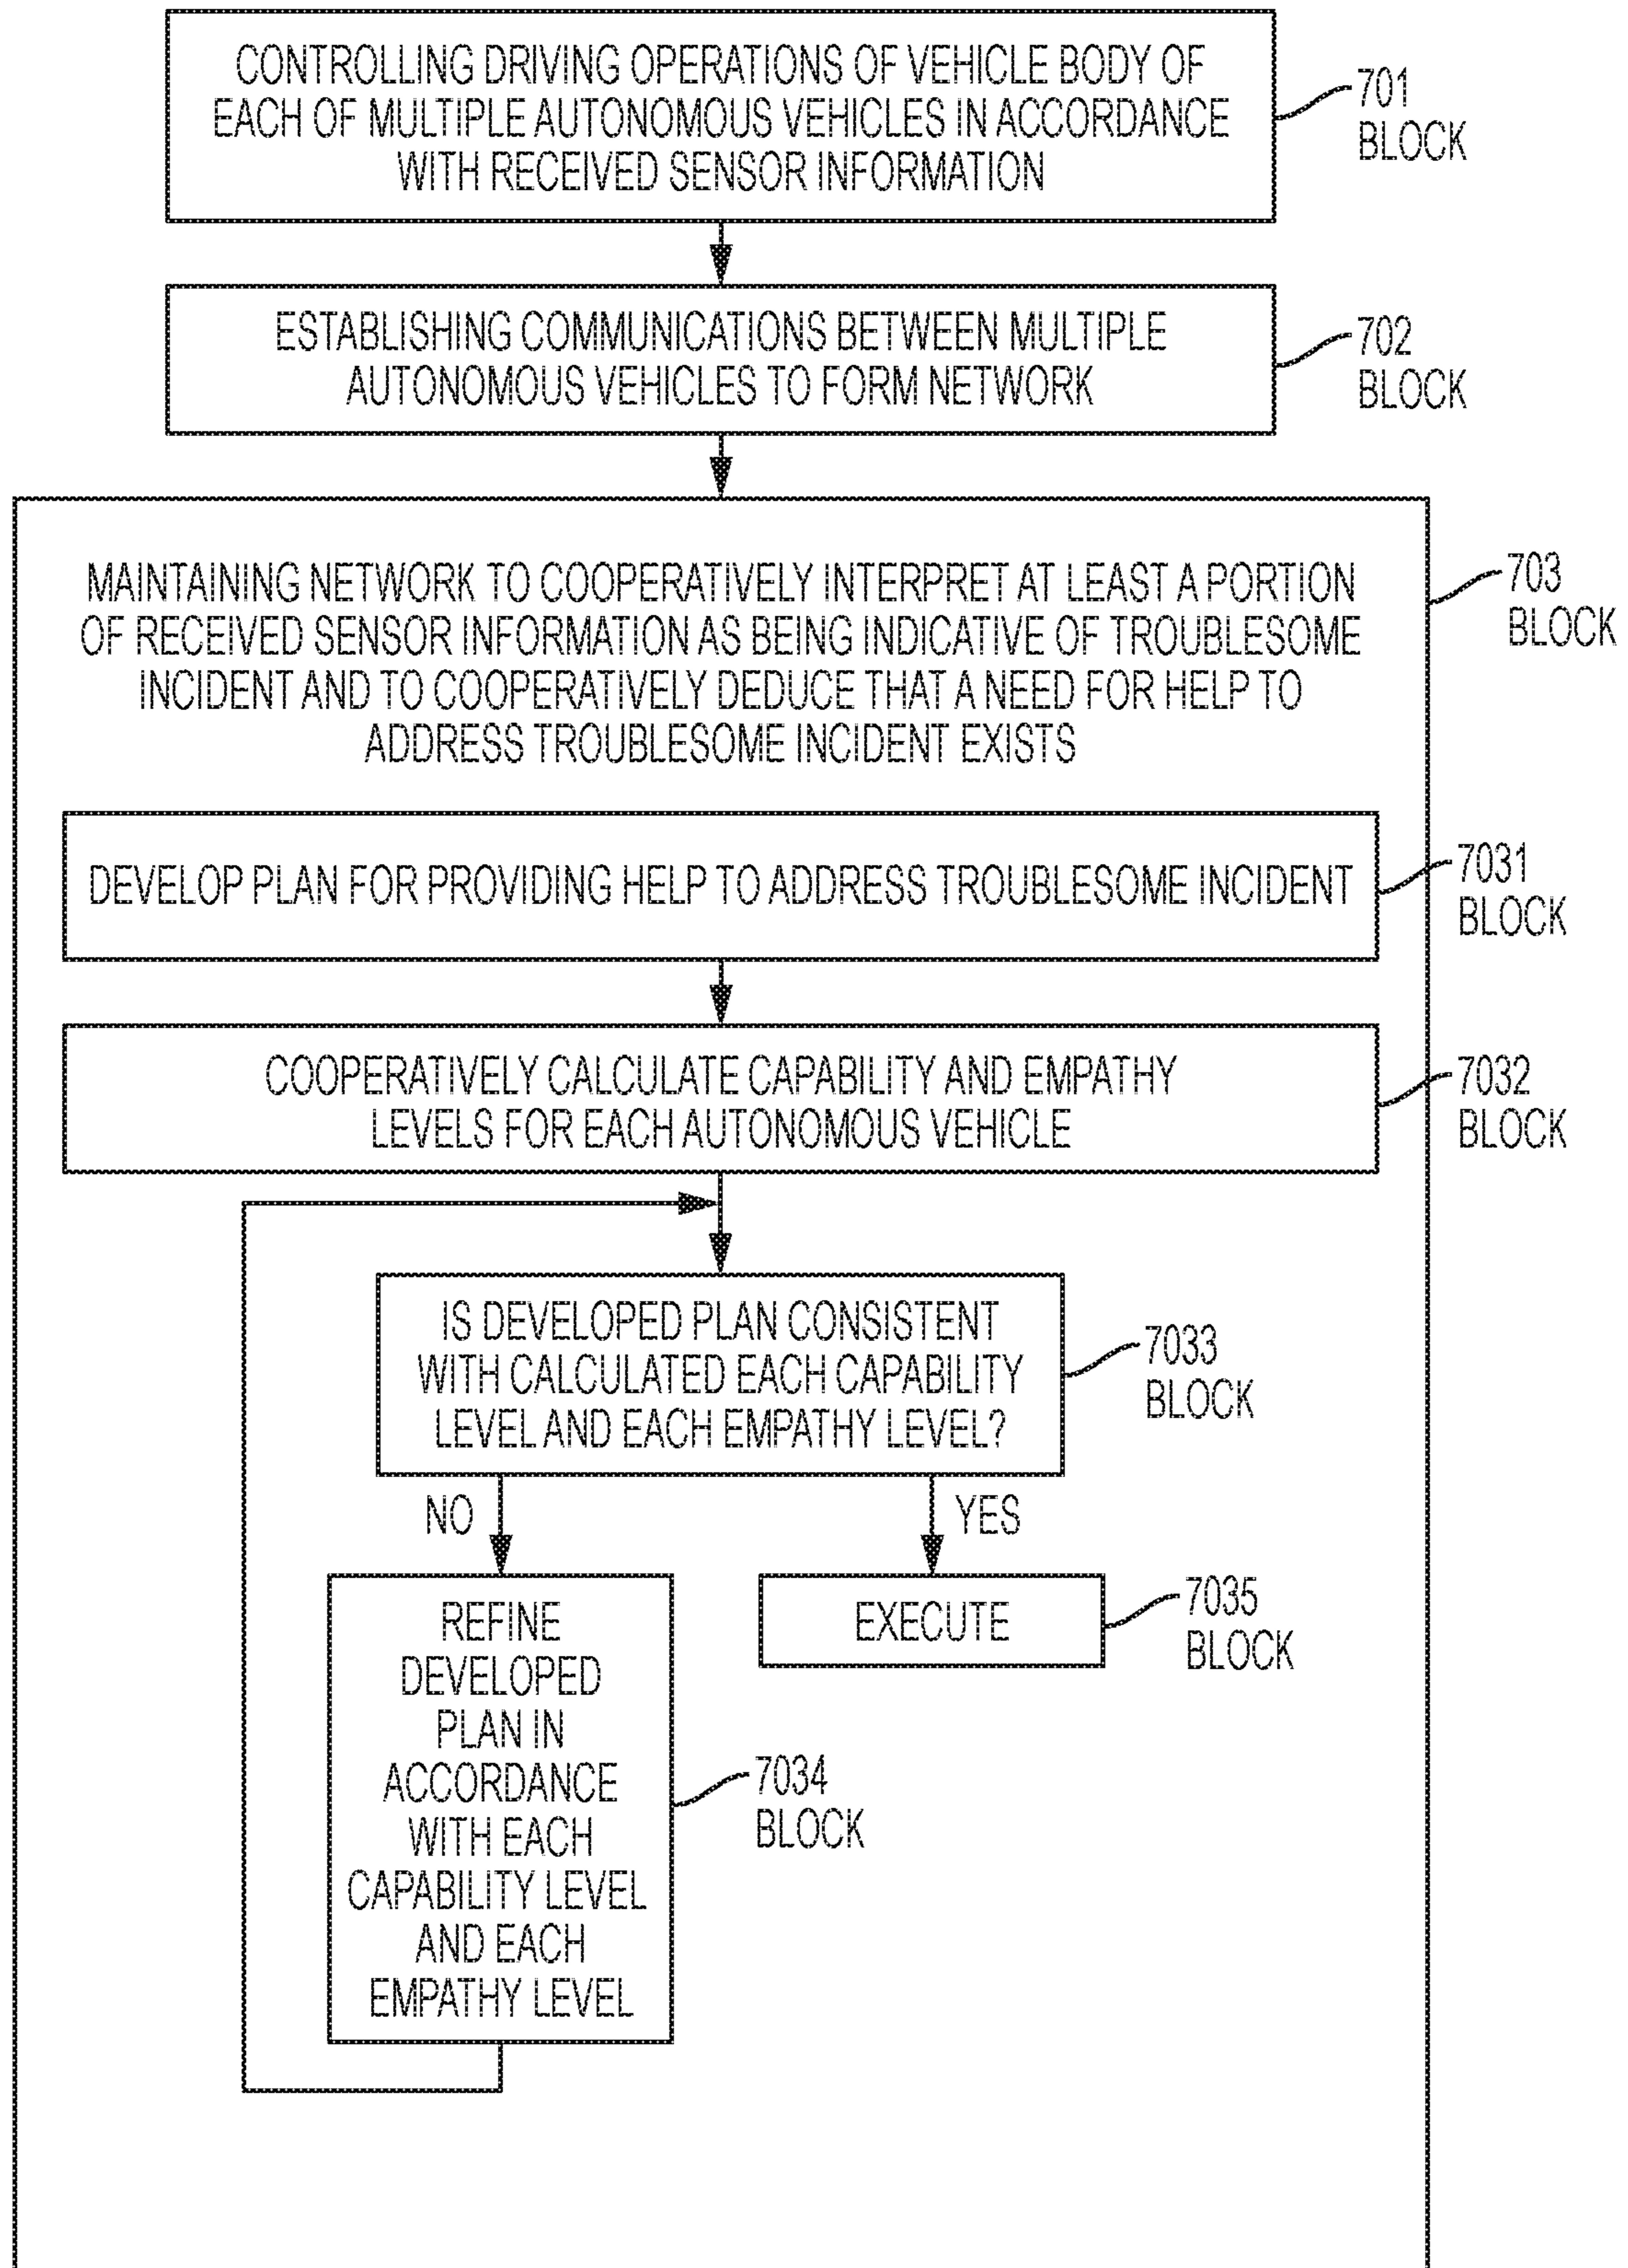 CONTROLLING DRIVING OPERATIONS OF VEHICLE BODY OF
EACH OF MULTIPLE AUTONOMOUS VEHICLES IN ACCORDANCE
WITH RECEIVED SENSOR INFORMATION
701
BLOCK
ESTABLISHING COMMUNICATIONS BETWEEN MULTIPLE
AUTONOMOUS VEHICLES TO FORM NETWORK
702
BLOCK
MAINTAINING NETWORK TO COOPERATIVELY INTERPRET AT LEAST A PORTION
OF RECEIVED SENSOR INFORMATION AS BEING INDICATIVE OF TROUBLESOME
INCIDENT AND TO COOPERATIVELY DEDUCE THAT A NEED FOR HELP TO
ADDRESS TROUBLESOME INCIDENT EXISTS
703
BLOCK
DEVELOP PLAN FOR PROVIDING HELP TO ADDRESS TROUBLESOME INCIDENT
7031
BLOCK
COOPERATIVELY CALCULATE CAPABILITY AND EMPATHY
LEVELS FOR EACH AUTONOMOUS VEHICLE
7032
BLOCK
IS DEVELOPED PLAN CONSISTENT
WITH CALCULATED EACH CAPABILITY
LEVEL AND EACH EMPATHY LEVEL?
7033
BLOCK
NO
YES
REFINE
DEVELOPED
PLAN IN
ACCORDANCE
WITH EACH
CAPABILITY LEVEL
AND EACH
EMPATHY LEVEL
7034
BLOCK
EXECUTE
7035
BLOCK